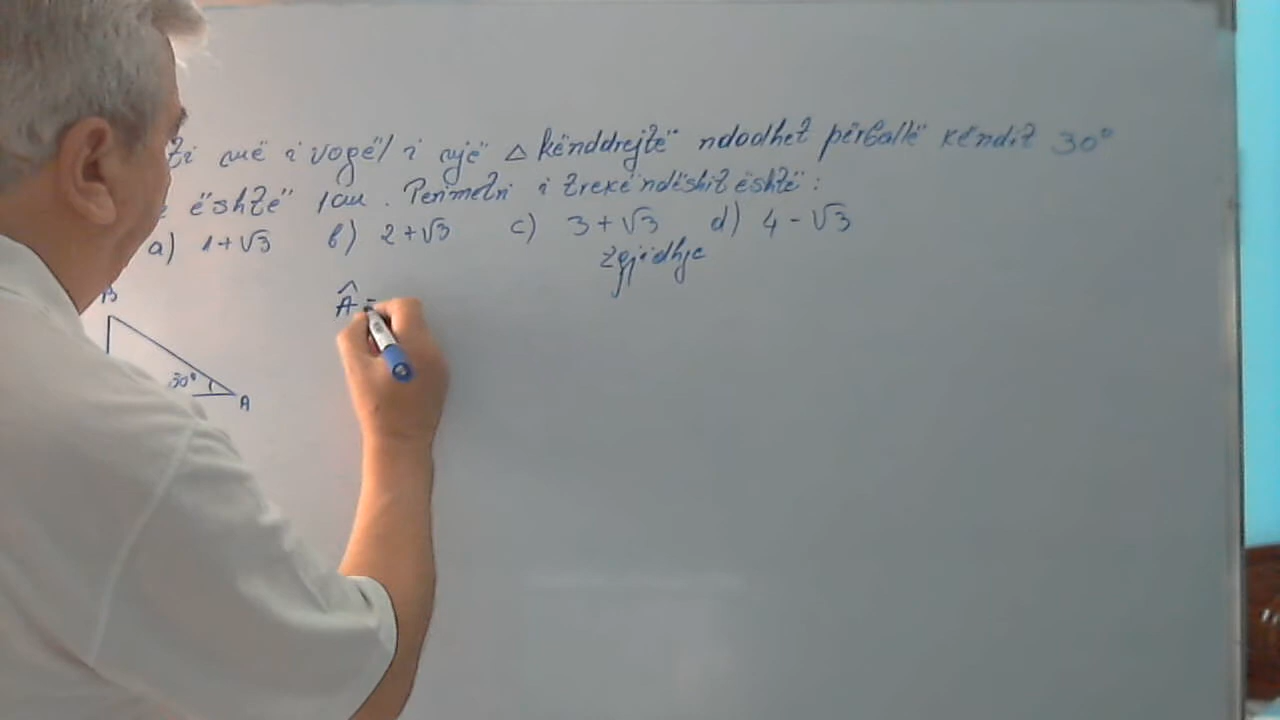 më i vogël i një △ kënddrejtë ndodhet përballë këndit 30°
është 1cm. Perimetri i trekëndëshit është:
a) 1+√3 b) 2+√3 c) 3+√3 d) 4-√3
zgjidhje
B
Â =
30°
A